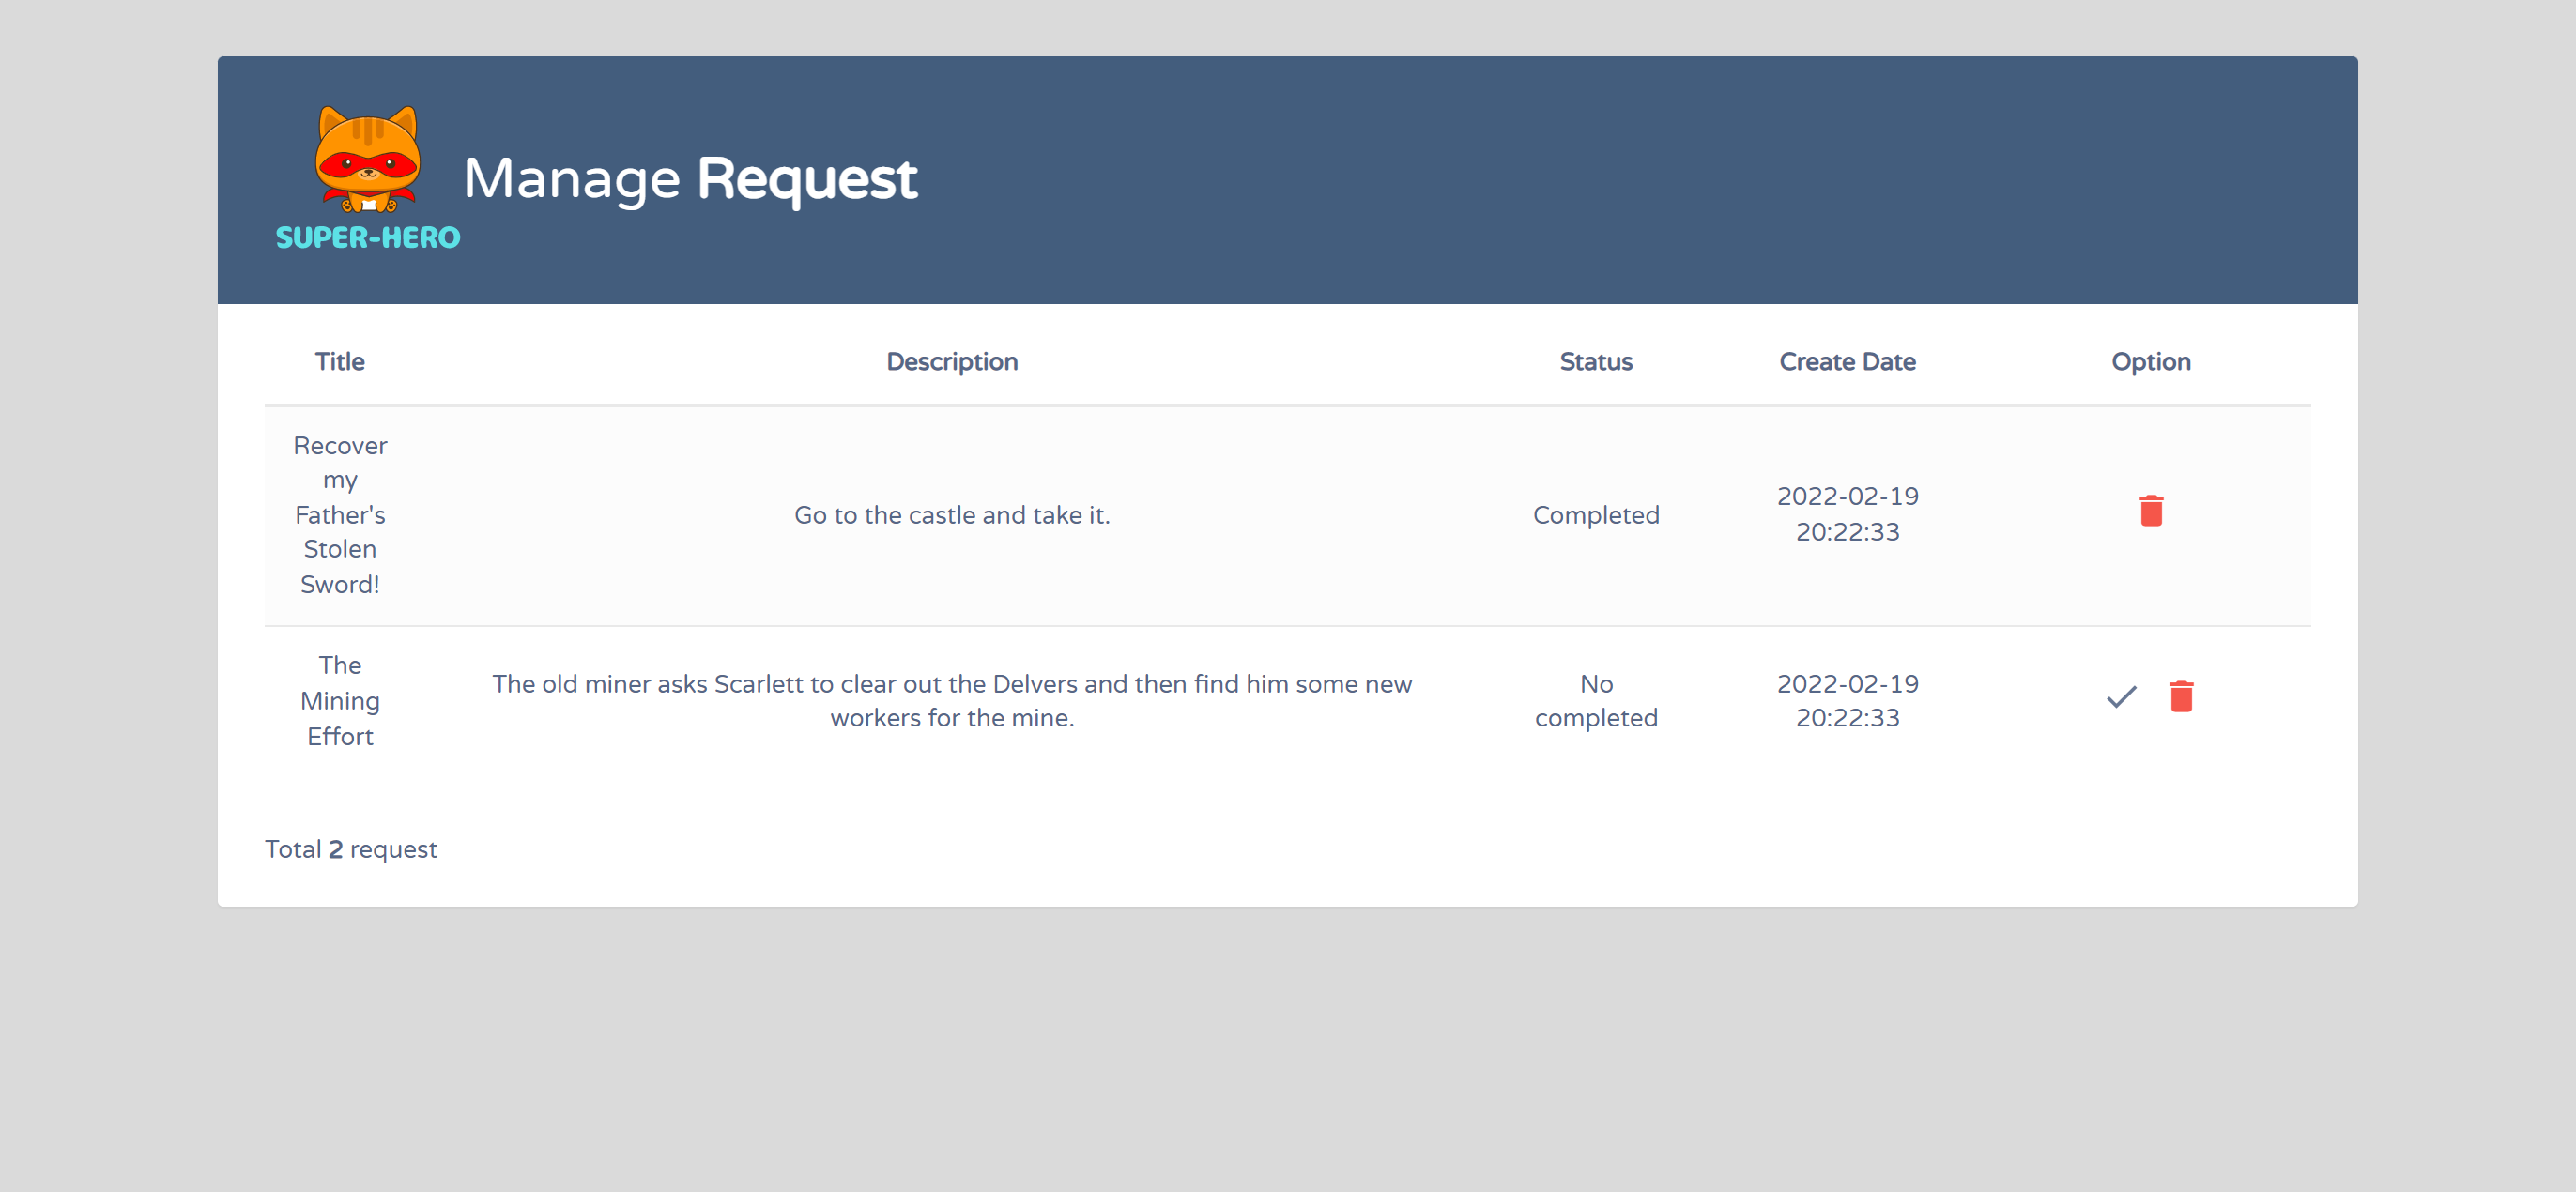 SUPER-HERO
Manage Request
Title Description Status Create Date Option
Recover
my
Father's
Stolen
Sword!
Go to the castle and take it.
Completed
2022-02-19
20:22:33
The
Mining
Effort
The old miner asks Scarlett to clear out the Delvers and then find him some new
workers for the mine.
No
completed
2022-02-19
20:22:33
Total 2 request